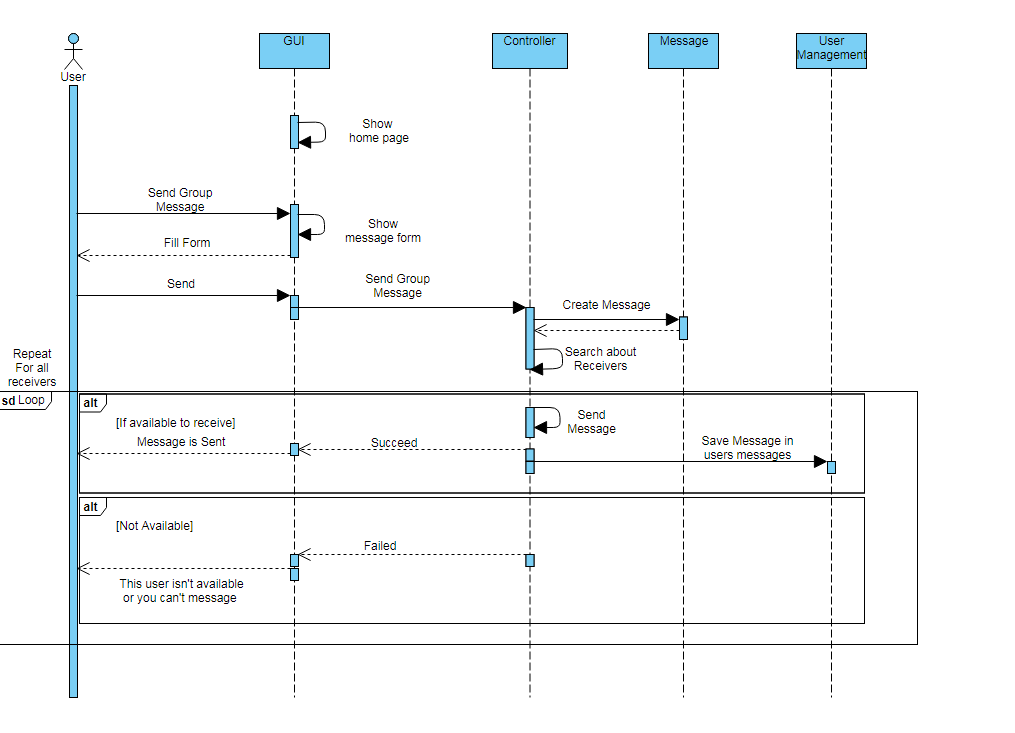 User
GUI
Controller
Message
User
Management
Show
home page
Send Group
Message
Show
message form
Fill Form
Send
Send Group
Message
Create Message
Search about
Receivers
Repeat
For all
receivers
sd Loop
alt
[If available to receive]
Send
Message
Message is Sent
Succeed
Save Message in
users messages
alt
[Not Available]
Failed
This user isn't available
or you can't message